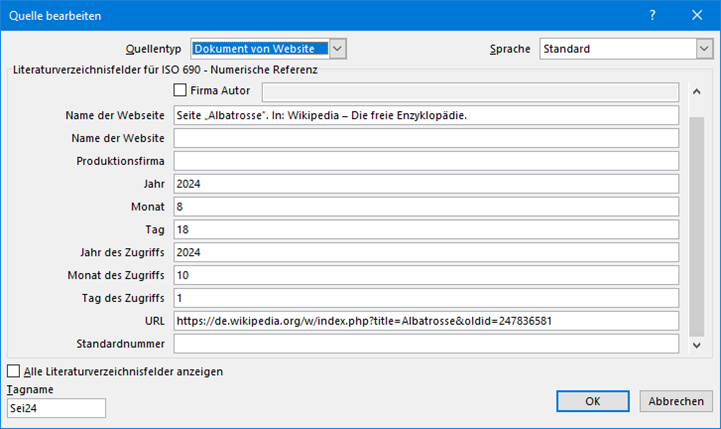 Quelle bearbeiten ?
Quellentyp Dokument von Website Sprache Standard
Literaturverzeichnisfelder für ISO 690 - Numerische Referenz
Firma Autor
Name der Webseite Seite „Albatrosse“. In: Wikipedia – Die freie Enzyklopädie.
Name der Website
Produktionsfirma
Jahr 2024
Monat 8
Tag 18
Jahr des Zugriffs 2024
Monat des Zugriffs 10
Tag des Zugriffs 1
URL https://de.wikipedia.org/w/index.php?title=Albatrosse&oldid=247836581
Standardnummer
Alle Literaturverzeichnisfelder anzeigen
Tagname
Sei24
OK Abbrechen